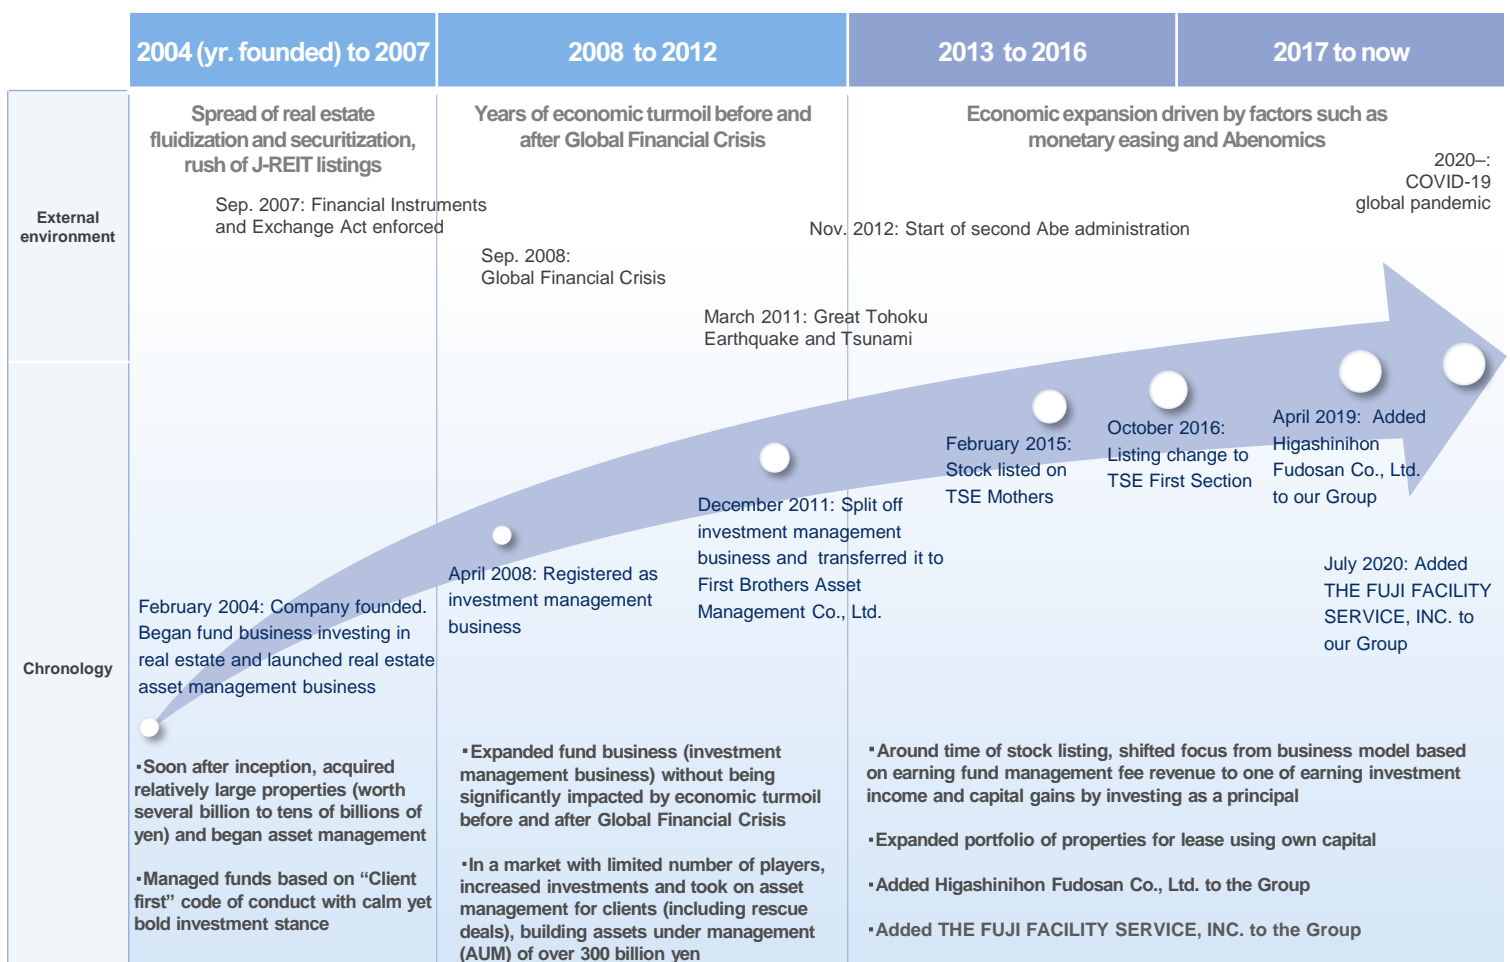 2004 (yr. founded) to 2007
2008 to 2012
2013 to 2016
2017 to now
External
environment
Spread of real estate
fluidization and securitization,
rush of J-REIT listings
Years of economic turmoil before and
after Global Financial Crisis
Economic expansion driven by factors such as
monetary easing and Abenomics
2020–:
COVID-19
global pandemic
Sep. 2007: Financial Instruments
and Exchange Act enforced
Nov. 2012: Start of second Abe administration
Sep. 2008:
Global Financial Crisis
March 2011: Great Tohoku
Earthquake and Tsunami
Chronology
February 2004: Company founded.
Began fund business investing in
real estate and launched real estate
asset management business
April 2008: Registered as
investment management
business
December 2011: Split off
investment management
business and transferred it to
First Brothers Asset
Management Co., Ltd.
February 2015:
Stock listed on
TSE Mothers
October 2016:
Listing change to
TSE First Section
April 2019: Added
Higashinihon
Fudosan Co., Ltd.
to our Group
July 2020: Added
THE FUJI FACILITY
SERVICE, INC. to
our Group
▪Soon after inception, acquired
relatively large properties (worth
several billion to tens of billions of
yen) and began asset management
▪Managed funds based on “Client
first” code of conduct with calm yet
bold investment stance
▪Expanded fund business (investment
management business) without being
significantly impacted by economic turmoil
before and after Global Financial Crisis
▪In a market with limited number of players,
increased investments and took on asset
management for clients (including rescue
deals), building assets under management
(AUM) of over 300 billion yen
▪Around time of stock listing, shifted focus from business model based
on earning fund management fee revenue to one of earning investment
income and capital gains by investing as a principal
▪Expanded portfolio of properties for lease using own capital
▪Added Higashinihon Fudosan Co., Ltd. to the Group
▪Added THE FUJI FACILITY SERVICE, INC. to the Group